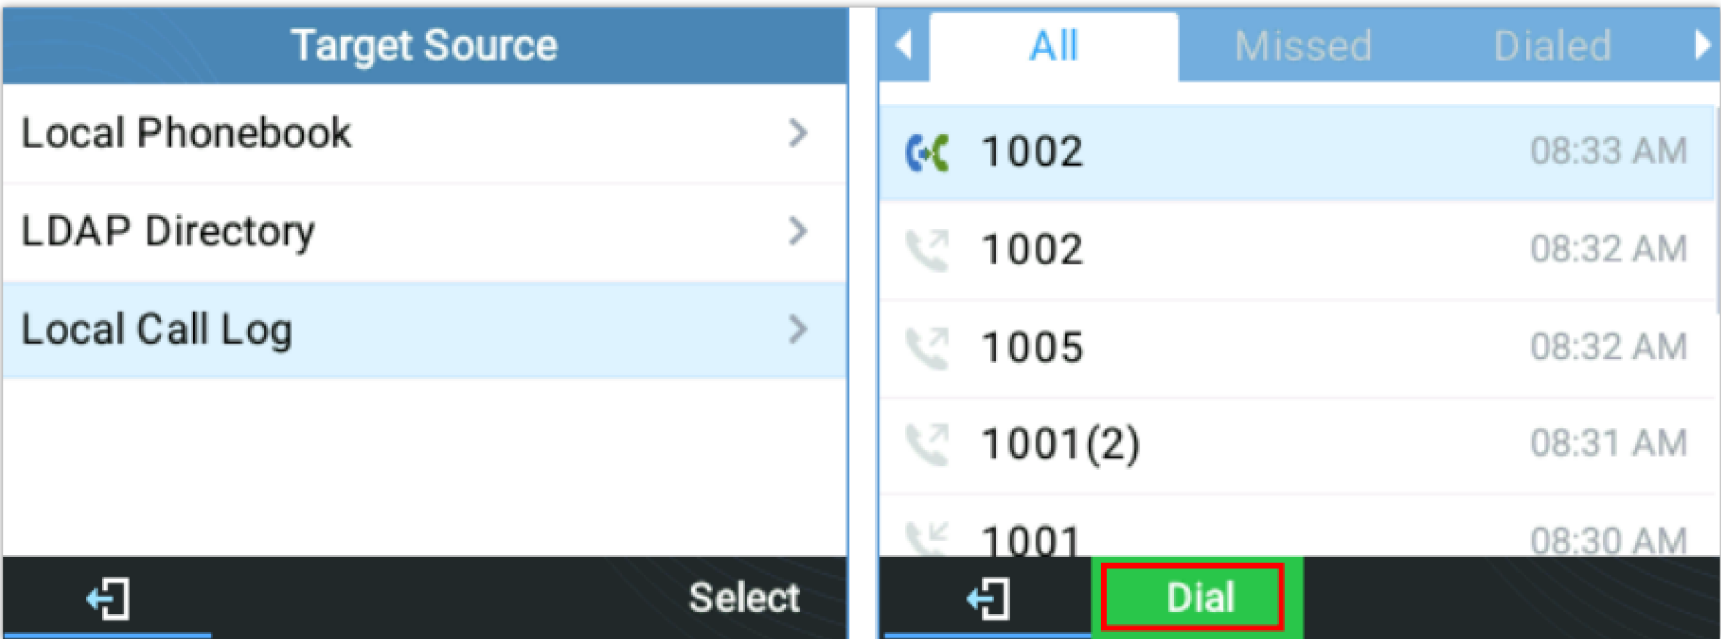 Target Source
Local Phonebook
LDAP Directory
Local Call Log
Select
All Missed Dialed
1002 08:33 AM
1002 08:32 AM
1005 08:32 AM
1001(2) 08:31 AM
1001 08:30 AM
Dial